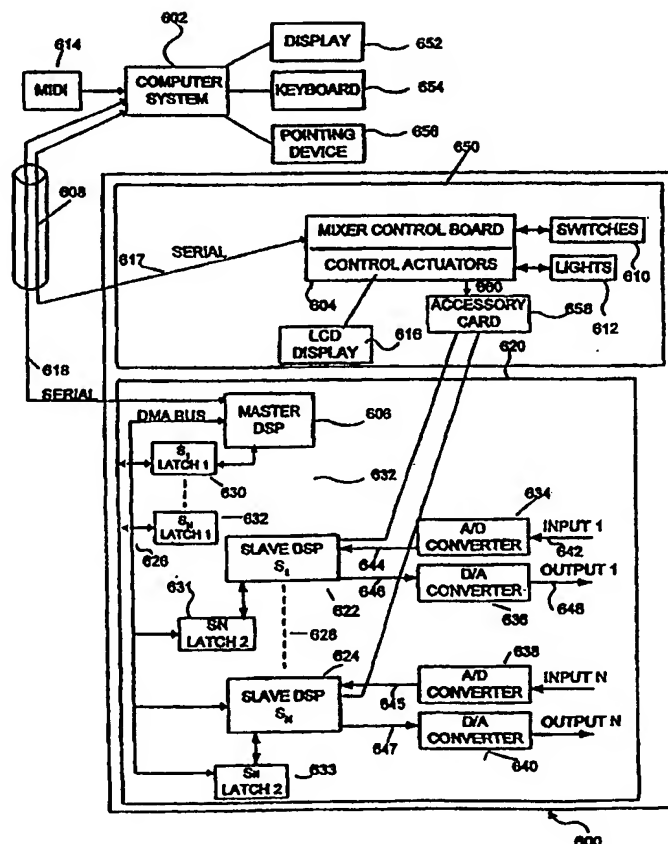 602
614
DISPLAY
652
MIDI
COMPUTER
SYSTEM
KEYBOARD
654
POINTING
DEVICE
656
650
608
MIXER CONTROL BOARD
SWITCHES
610
SERIAL
617
CONTROL ACTUATORS
LIGHTS
612
604
660
ACCESSORY
CARD
658
LCD
DISPLAY
616
618
620
SERIAL
DMA BUS
MASTER
DSP
606
S1
LATCH 1
630
632
634
SN
LATCH 1
632
A/D
CONVERTER
INPUT 1
642
626
SLAVE DSP
S1
644
646
D/A
CONVERTER
OUTPUT 1
648
631
622
636
SN
LATCH 2
628
624
638
SLAVE DSP
SN
A/D
CONVERTER
INPUT N
645
647
D/A
CONVERTER
OUTPUT N
SN
LATCH 2
633
640
600